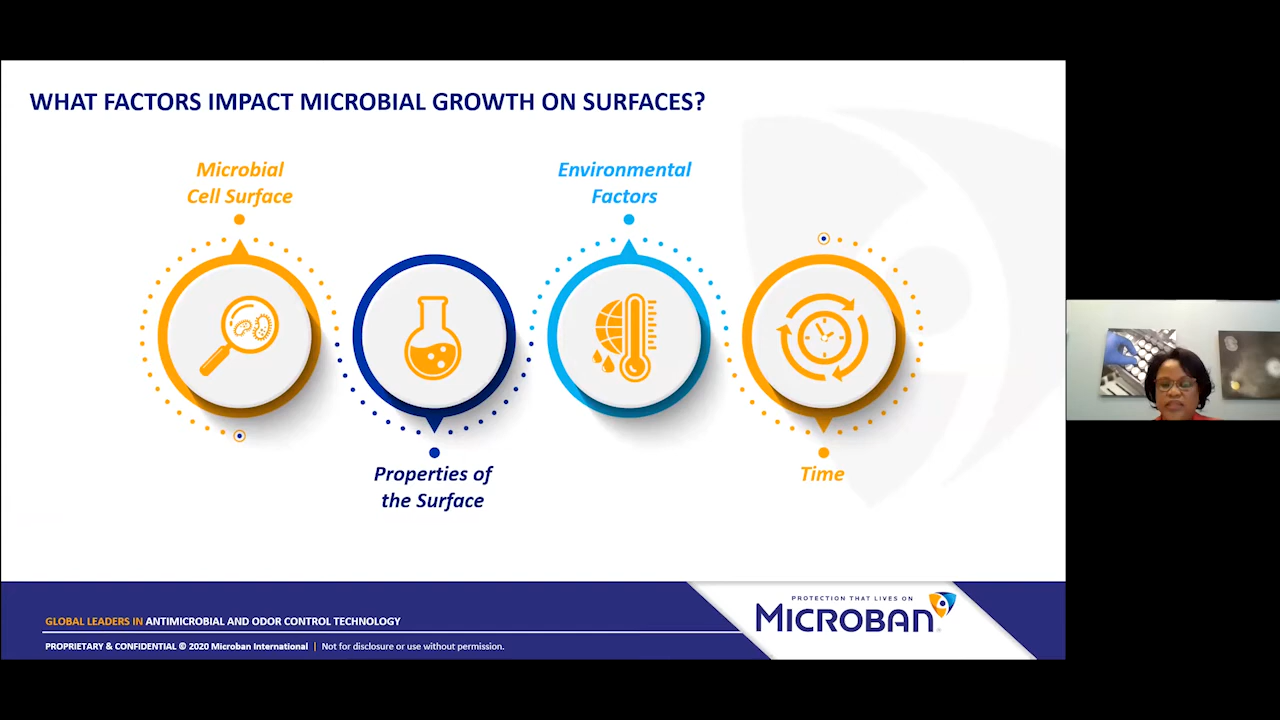 WHAT FACTORS IMPACT MICROBIAL GROWTH ON SURFACES?
Microbial
Cell Surface
Environmental
Factors
Properties of
the Surface
Time
GLOBAL LEADERS IN ANTIMICROBIAL AND ODOR CONTROL TECHNOLOGY
PROPRIETARY & CONFIDENTIAL © 2020 Microban International | Not for disclosure or use without permission.
PROTECTION THAT LIVES ON
MICROBAN®